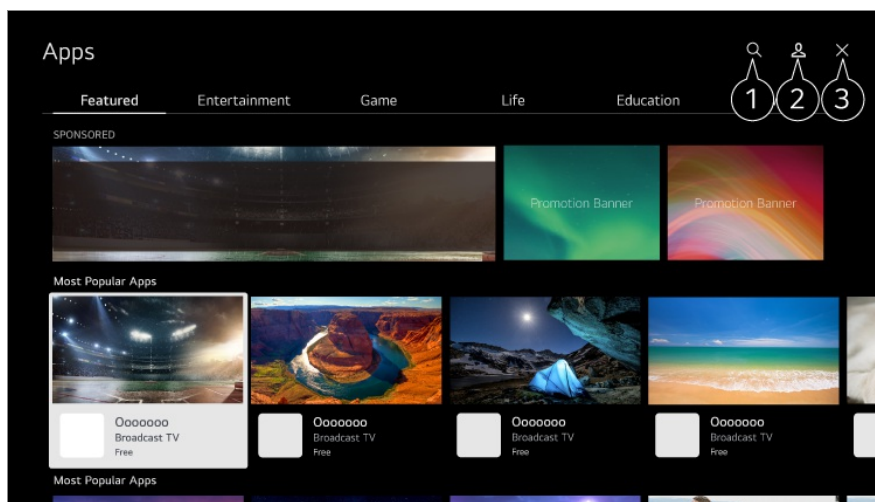 Apps
1 2 3
Featured Entertainment Game Life Education
SPONSORED
Promotion Banner Promotion Banner
Most Popular Apps
Ooooooo Ooooooo Ooooooo Ooooooo
Broadcast TV Broadcast TV Broadcast TV Broadcast TV
Free Free Free Free
Most Popular Apps